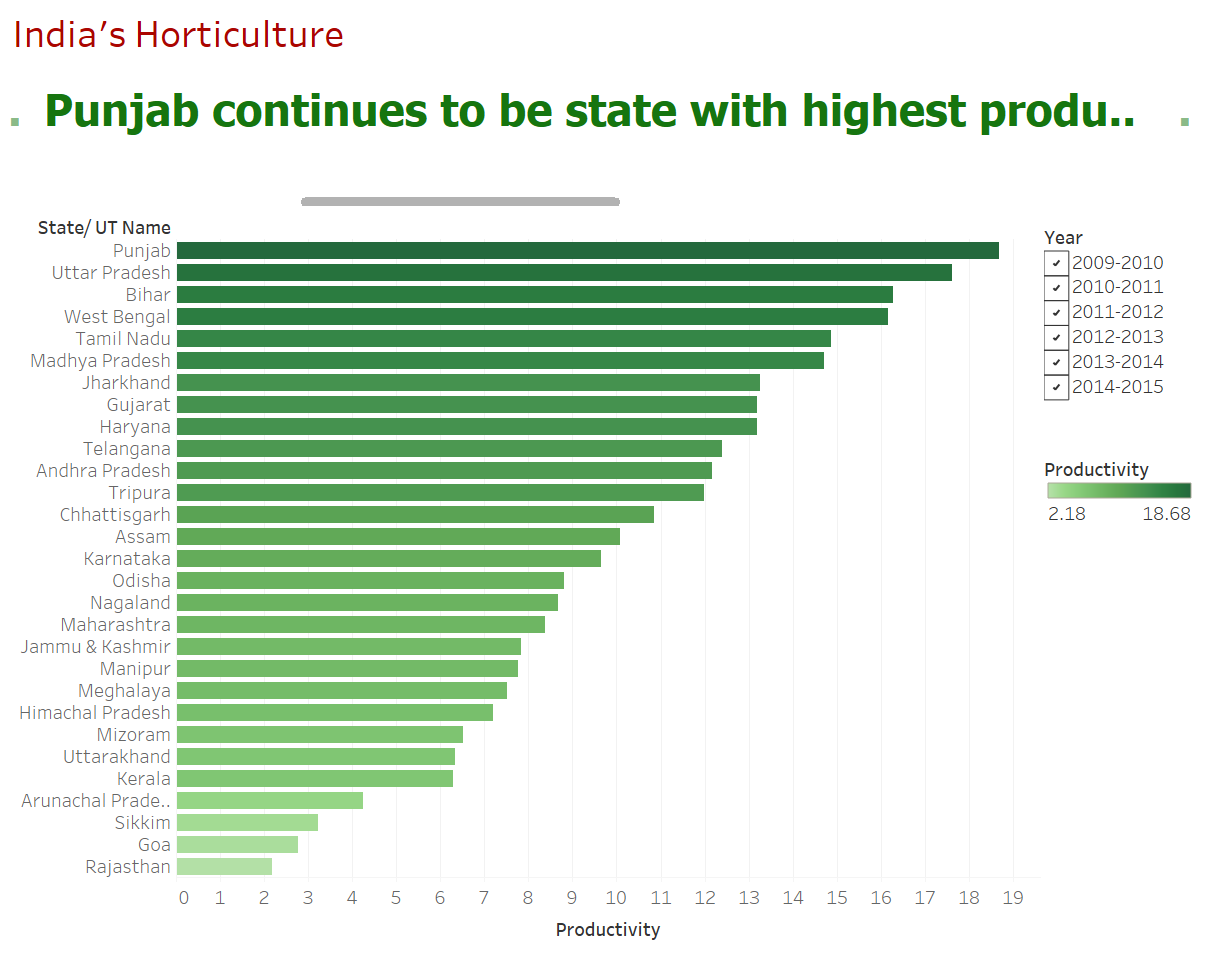 India's Horticulture
. Punjab continues to be state with highest produ.. .
State/ UT Name
Punjab
Uttar Pradesh
Bihar
West Bengal
Tamil Nadu
Madhya Pradesh
Jharkhand
Gujarat
Haryana
Telangana
Andhra Pradesh
Tripura
Chhattisgarh
Assam
Karnataka
Odisha
Nagaland
Maharashtra
Jammu & Kashmir
Manipur
Meghalaya
Himachal Pradesh
Mizoram
Uttarakhand
Kerala
Arunachal Prade..
Sikkim
Goa
Rajasthan
0 1 2 3 4 5 6 7 8 9 10 11 12 13 14 15 16 17 18 19
Productivity
Year
2009-2010
2010-2011
2011-2012
2012-2013
2013-2014
2014-2015
Productivity
2.18 18.68